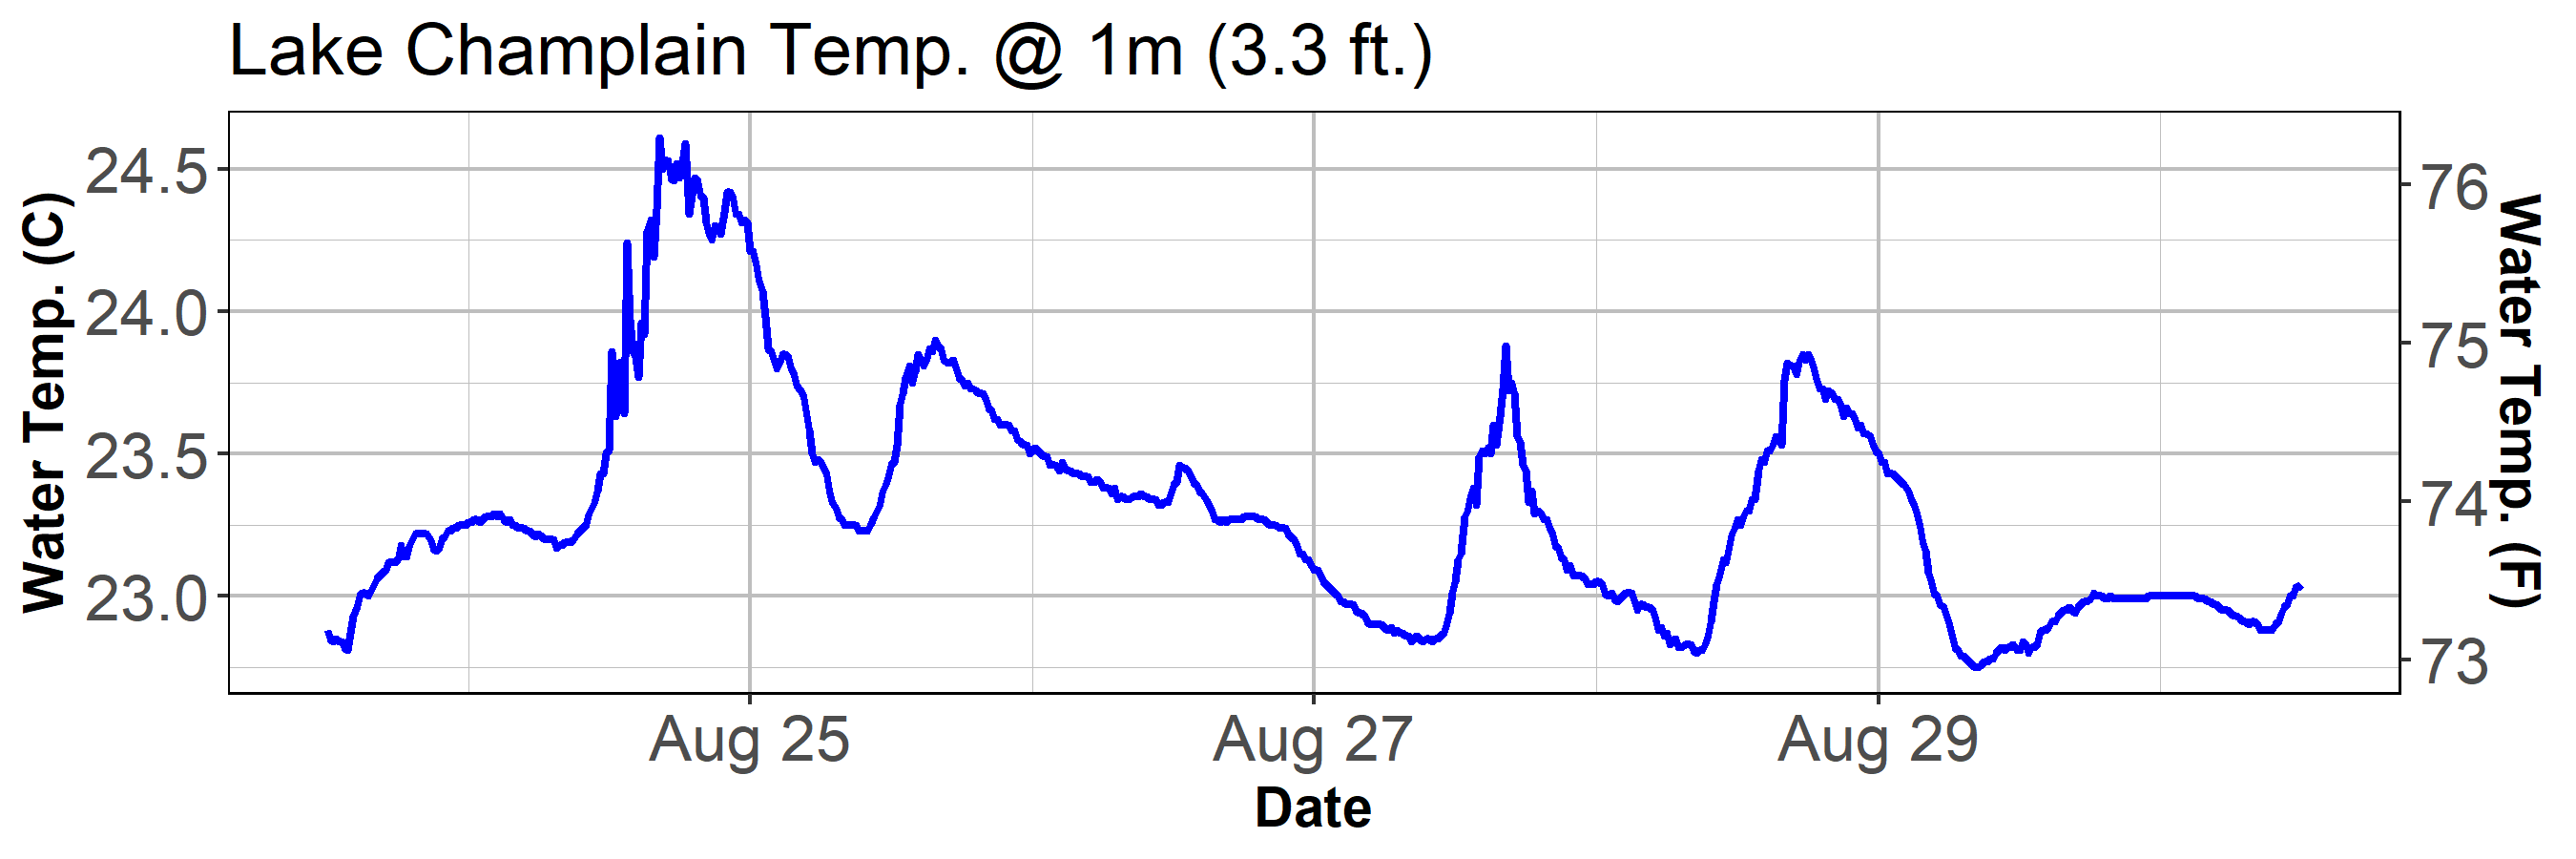 Lake Champlain Temp. @ 1m (3.3 ft.)
Water Temp. (C)
24.5
24.0
23.5
23.0
76
75
74
73
Water Temp. (F)
Aug 25
Aug 27
Aug 29
Date